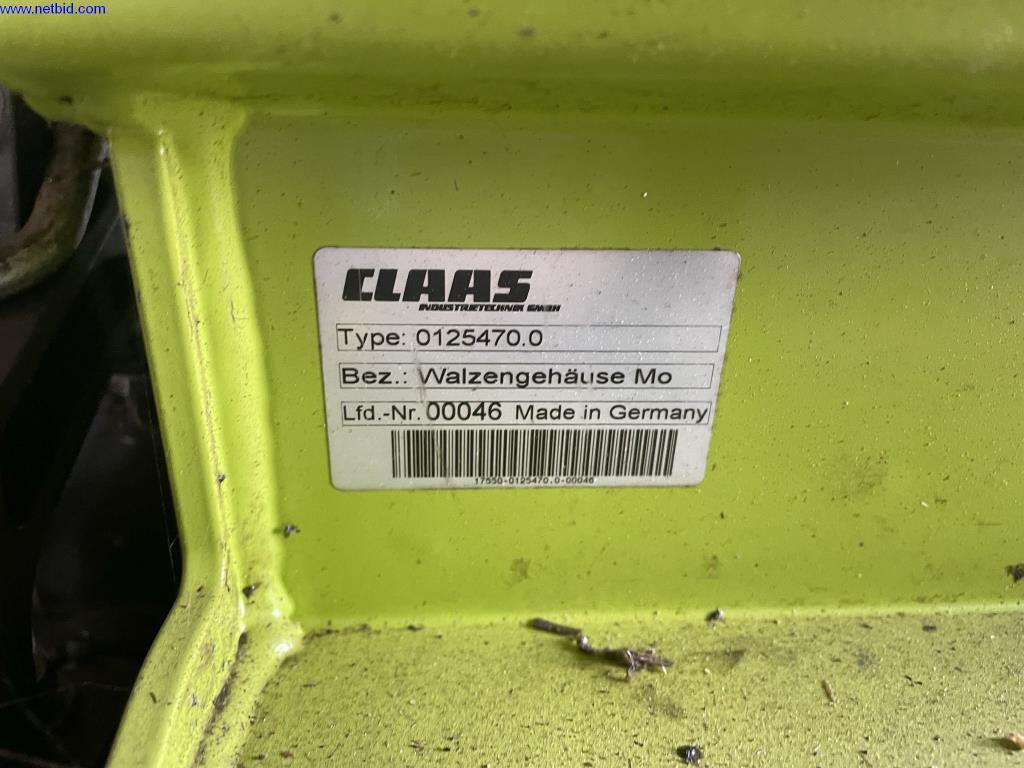 www.netbid.com
CLAAS
INDUSTRIETECHNIK GMBH
Type: 0125470.0
Bez.: Walzengehäuse Mo
Lfd.-Nr. 00046 Made in Germany
17550-0125470.0-00046